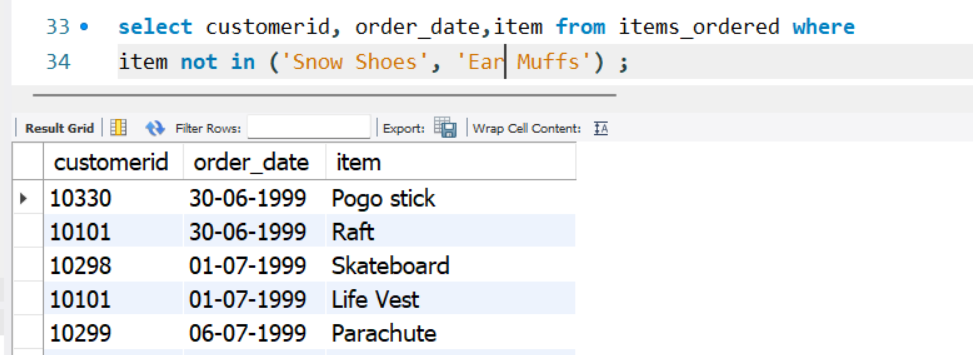 33 select customerid, order_date,item from items_ordered where
34 item not in ('Snow Shoes', 'Ear Muffs') ;
Result Grid Filter Rows: Export: Wrap Cell Content:
customerid order_date item
10330 30-06-1999 Pogo stick
10101 30-06-1999 Raft
10298 01-07-1999 Skateboard
10101 01-07-1999 Life Vest
10299 06-07-1999 Parachute